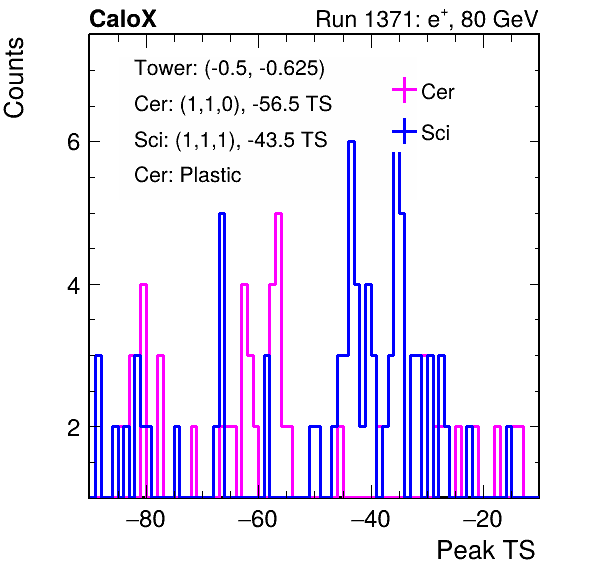 CaloX Run 1371: e⁺, 80 GeV
Counts
Tower: (-0.5, -0.625)
Cer: (1,1,0), -56.5 TS
Sci: (1,1,1), -43.5 TS
Cer: Plastic
Cer
Sci
6
4
2
−80 −60 −40 −20
Peak TS